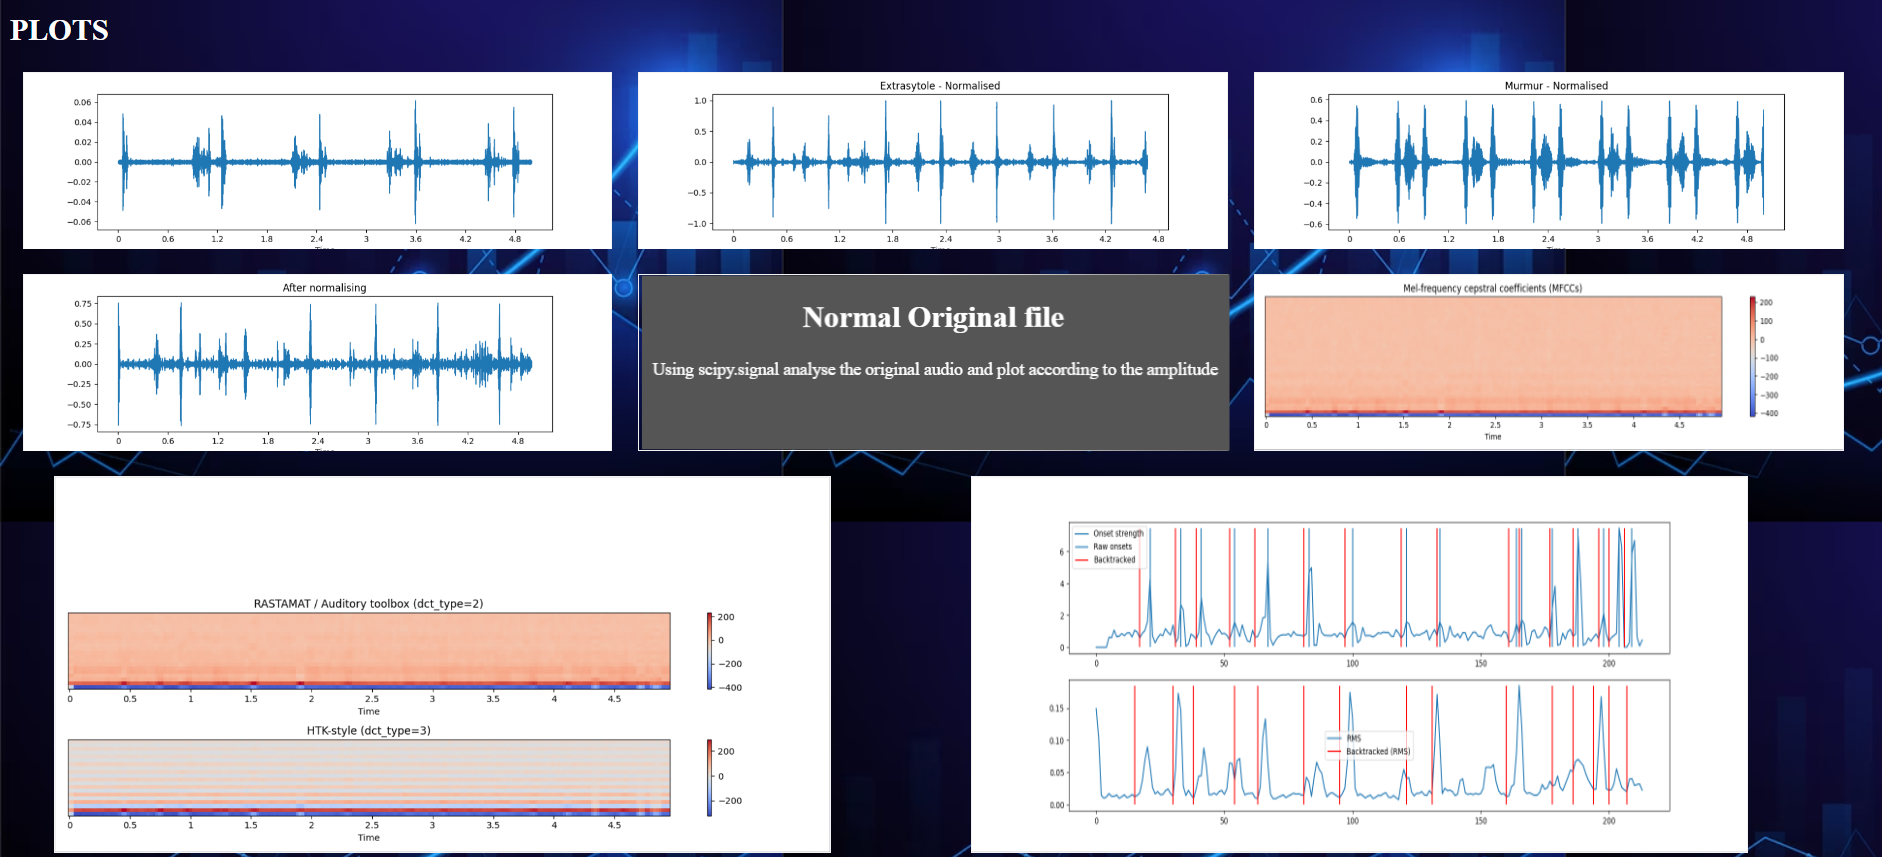 PLOTS
0.06
0.04
0.02
0.00
−0.02
−0.04
−0.06
0 0.6 1.2 1.8 2.4 3 3.6 4.2 4.8
Extrasytole - Normalised
1.0
0.5
0.0
−0.5
−1.0
0 0.6 1.2 1.8 2.4 3 3.6 4.2 4.8
Murmur - Normalised
0.6
0.4
0.2
0.0
−0.2
−0.4
−0.6
0 0.6 1.2 1.8 2.4 3 3.6 4.2 4.8
After normalising
0.75
0.50
0.25
0.00
−0.25
−0.50
−0.75
0 0.6 1.2 1.8 2.4 3 3.6 4.2 4.8
Normal Original file
Using scipy.signal analyse the original audio and plot according to the amplitude
Mel-frequency cepstral coefficients (MFCCs)
200
100
0
−100
−200
−300
−400
0 0.5 1 1.5 2 2.5 3 3.5 4 4.5
Time
RASTAMAT / Auditory toolbox (dct_type=2)
200
0
−200
−400
0 0.5 1 1.5 2 2.5 3 3.5 4 4.5
Time
HTK-style (dct_type=3)
200
0
−200
0 0.5 1 1.5 2 2.5 3 3.5 4 4.5
Time
Onset strength
Raw onsets
Backtracked
6
4
2
0
0 50 100 150 200
RMS
Backtracked (RMS)
0.15
0.10
0.05
0.00
0 50 100 150 200